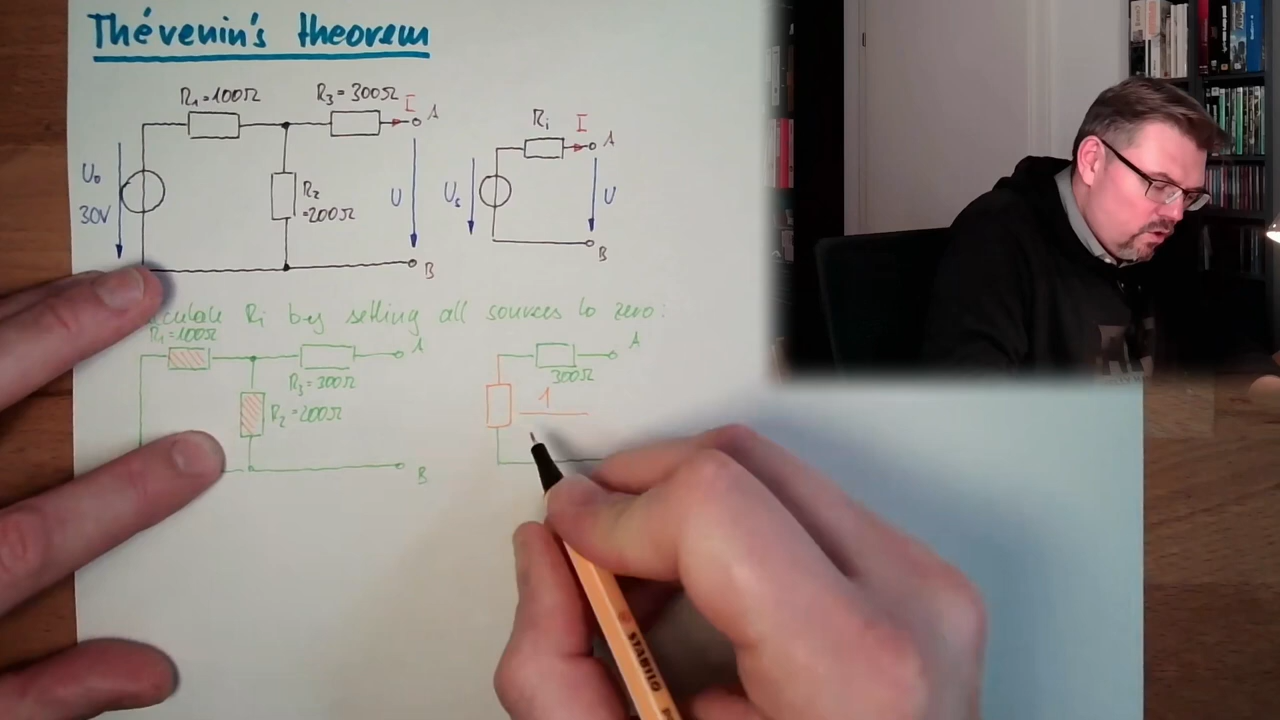 Thévenin's theorem
R₁=100Ω R₃=300Ω I A
Rᵢ I A
U₀
30V
R₂
=200Ω
U
Uₛ
U
B
B
Rᵢ by setting all sources to zero:
R₁=100Ω
A
A
R₃=300Ω
300Ω
R₂=200Ω
1
B
STABILO